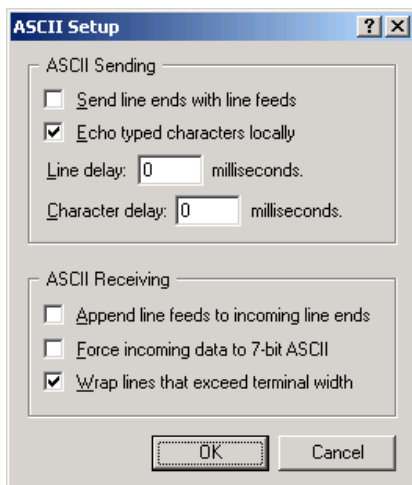 ASCII Setup ? X
ASCII Sending
Send line ends with line feeds
Echo typed characters locally
Line delay: 0 milliseconds.
Character delay: 0 milliseconds.
ASCII Receiving
Append line feeds to incoming line ends
Force incoming data to 7-bit ASCII
Wrap lines that exceed terminal width
OK Cancel